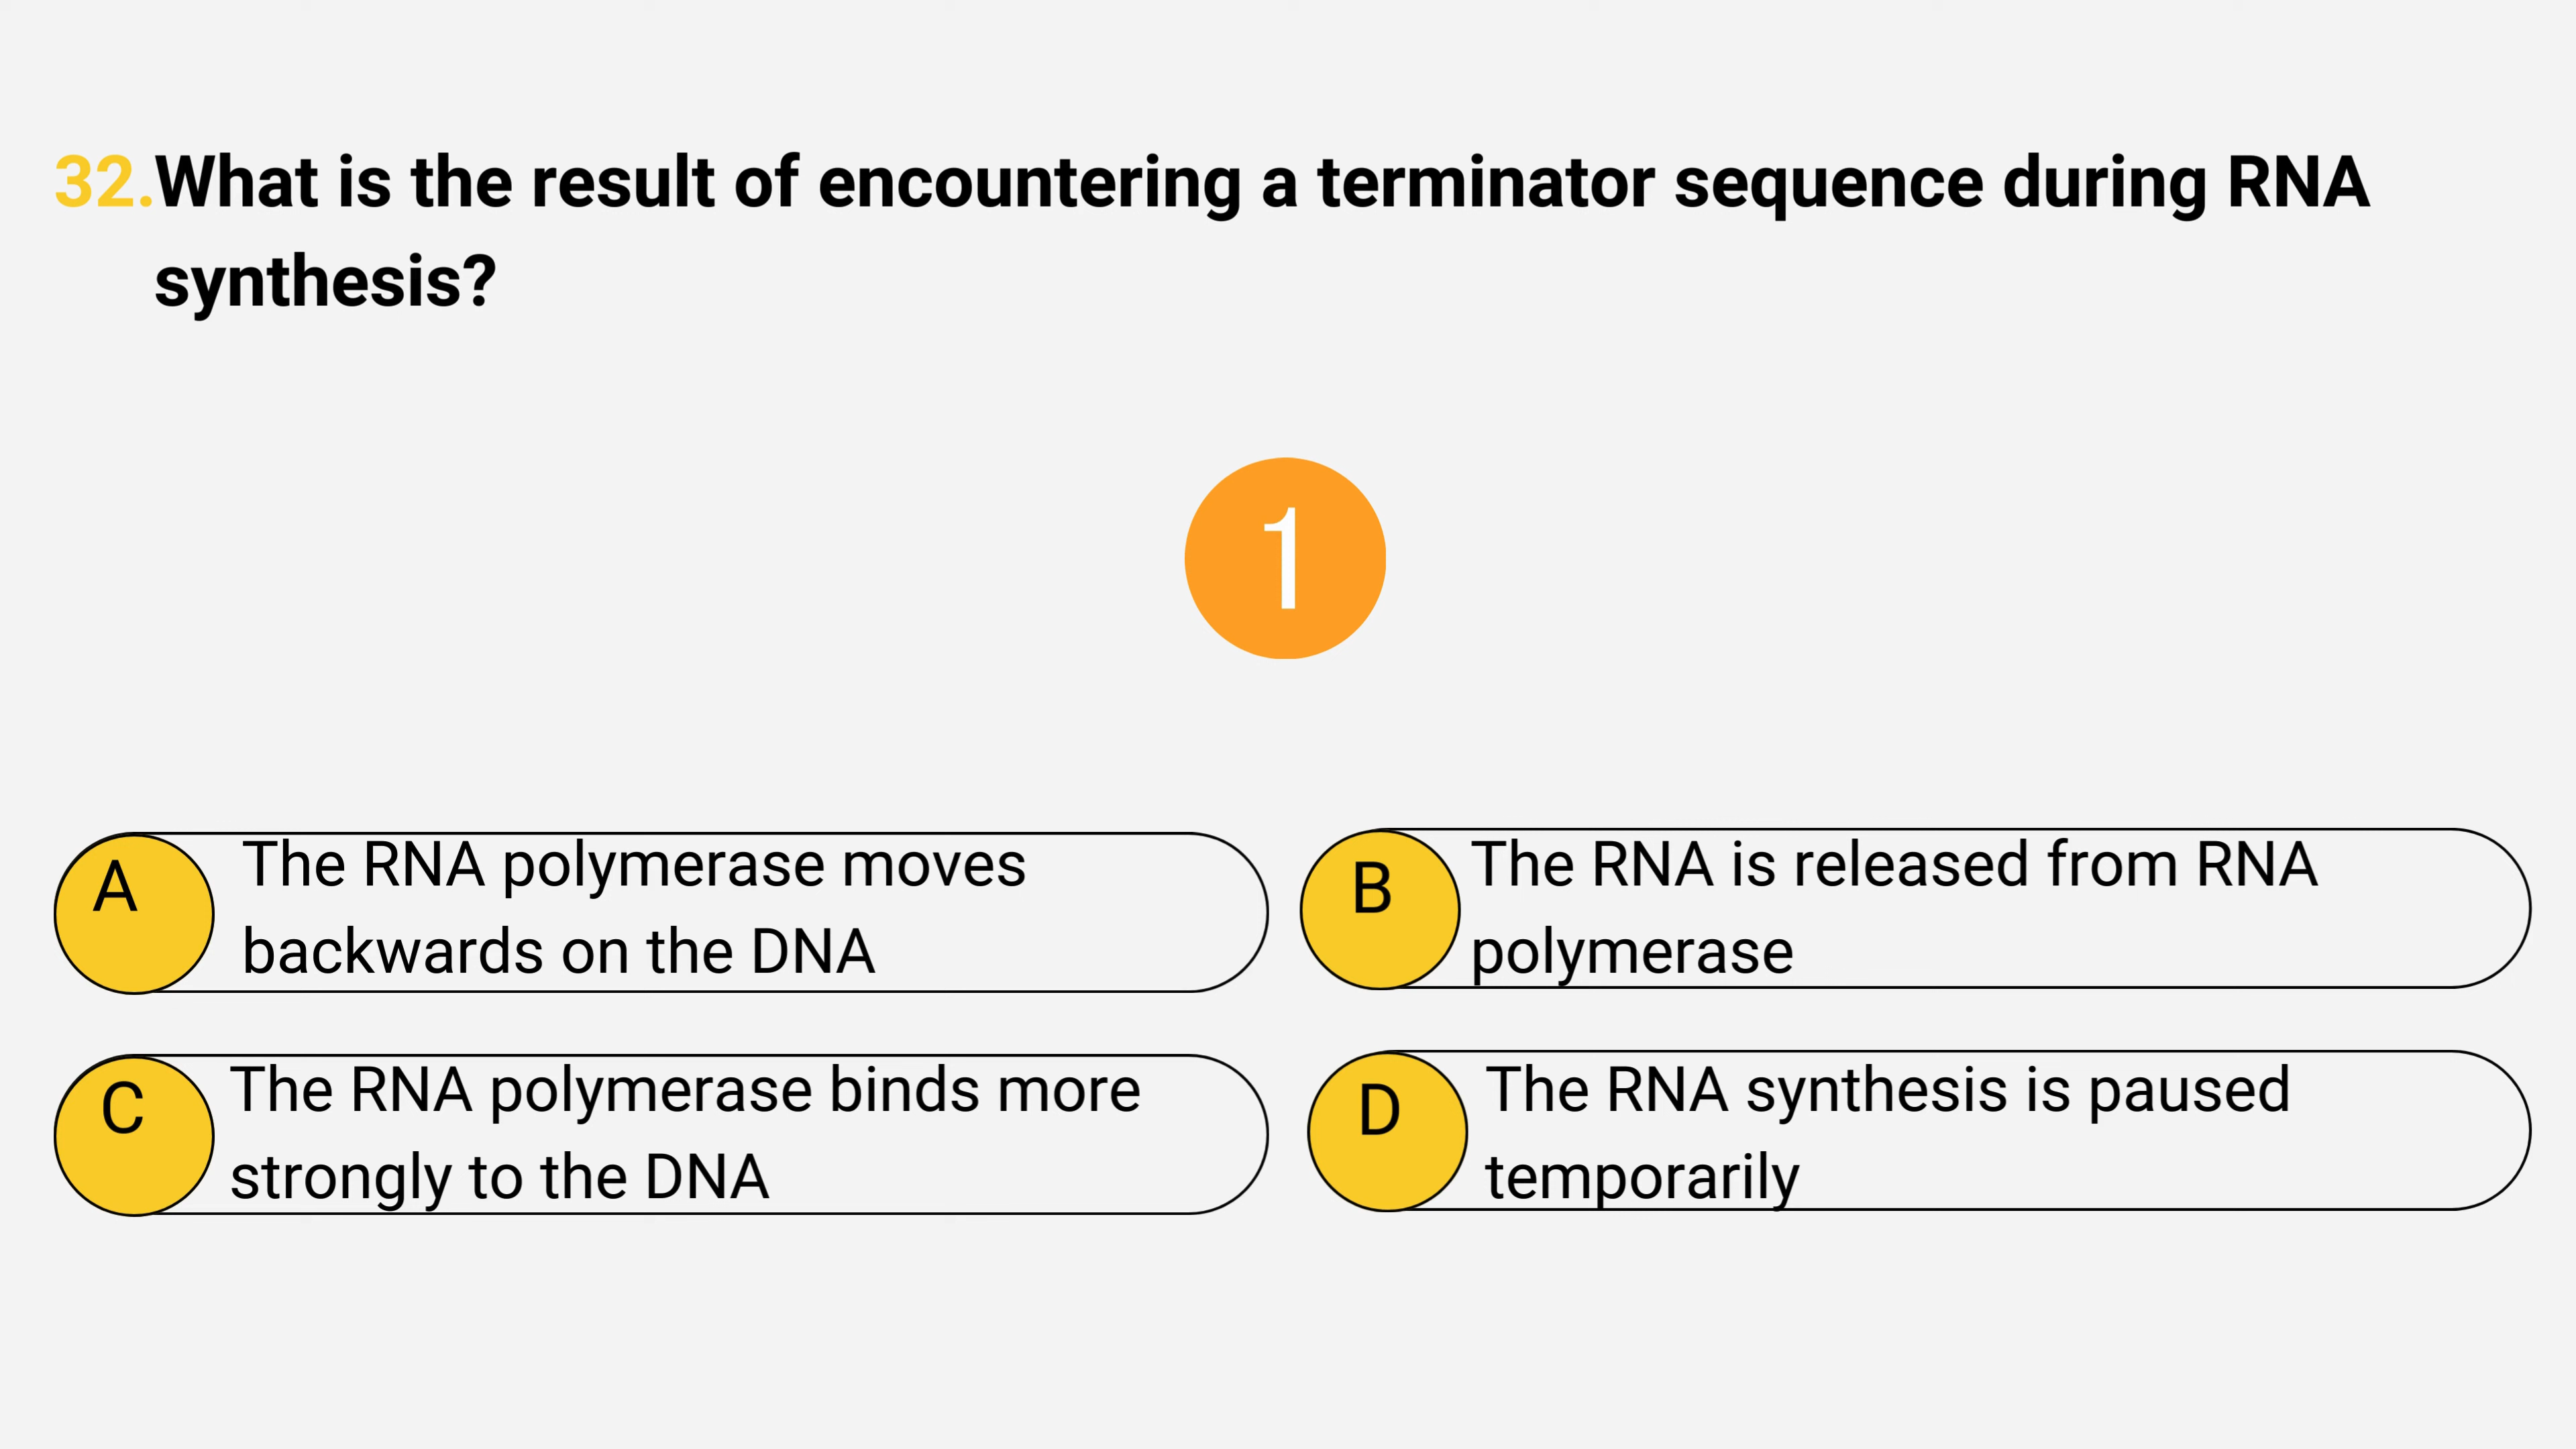 32.What is the result of encountering a terminator sequence during RNA
synthesis?
1
A
The RNA polymerase moves
backwards on the DNA
B
The RNA is released from RNA
polymerase
C
The RNA polymerase binds more
strongly to the DNA
D
The RNA synthesis is paused
temporarily